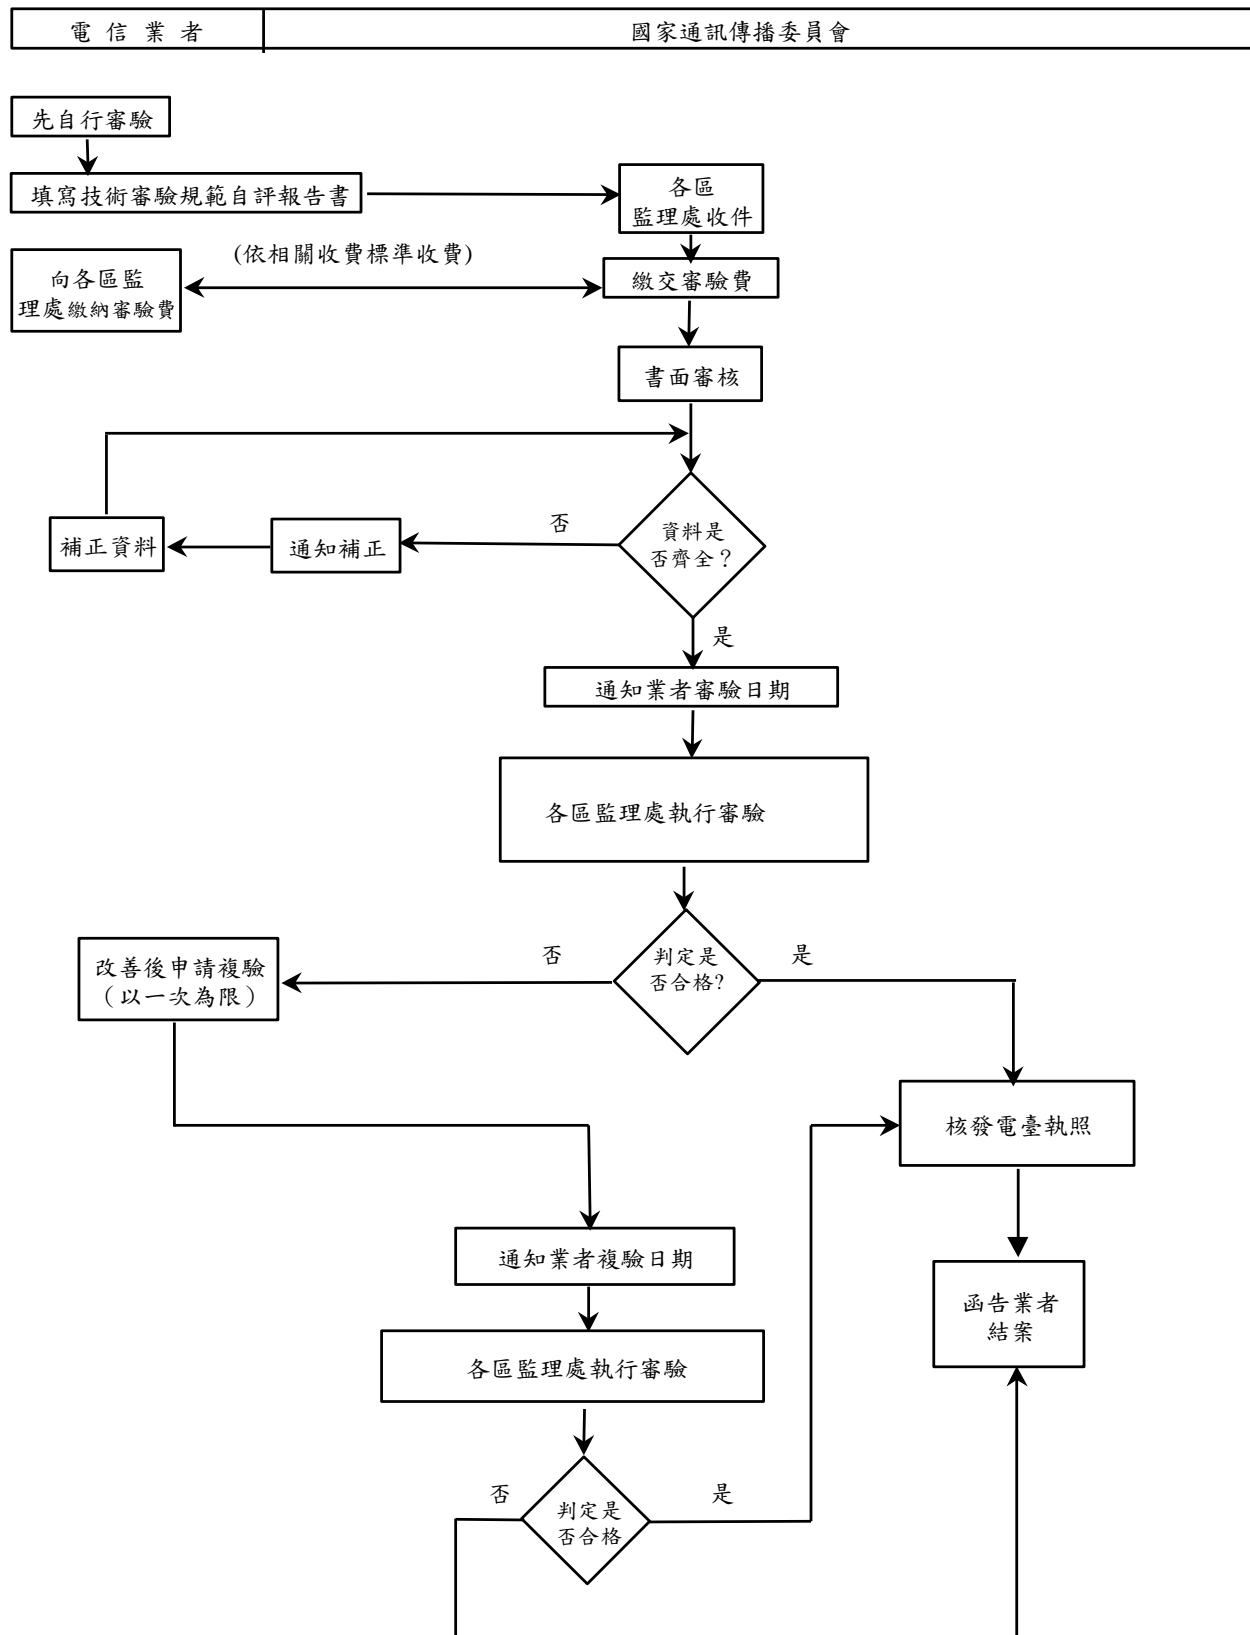 電信業者
國家通訊傳播委員會
先自行審驗
填寫技術審驗規範自評報告書
各區
監理處收件
(依相關收費標準收費)
向各區監
理處繳納審驗費
繳交審驗費
書面審核
資料是
否齊全？
否
通知補正
補正資料
是
通知業者審驗日期
各區監理處執行審驗
判定是
否合格?
否
是
改善後申請複驗
（以一次為限）
核發電臺執照
通知業者複驗日期
函告業者
結案
各區監理處執行審驗
判定是
否合格
否
是